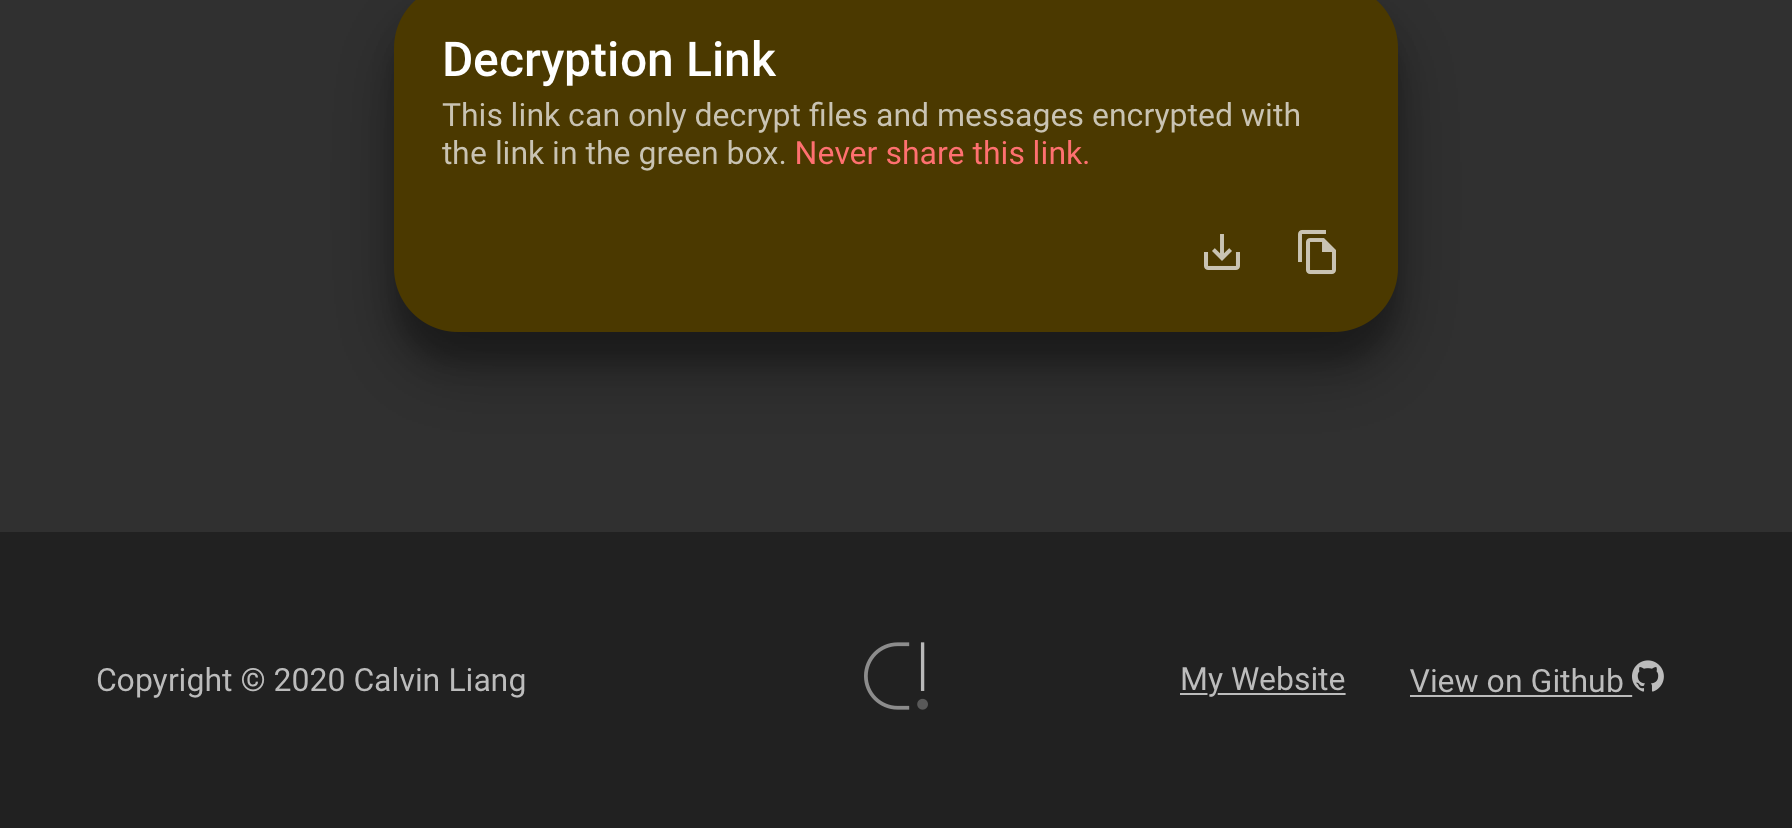 Decryption Link
This link can only decrypt files and messages encrypted with
the link in the green box. Never share this link.
Copyright © 2020 Calvin Liang
My Website
View on Github